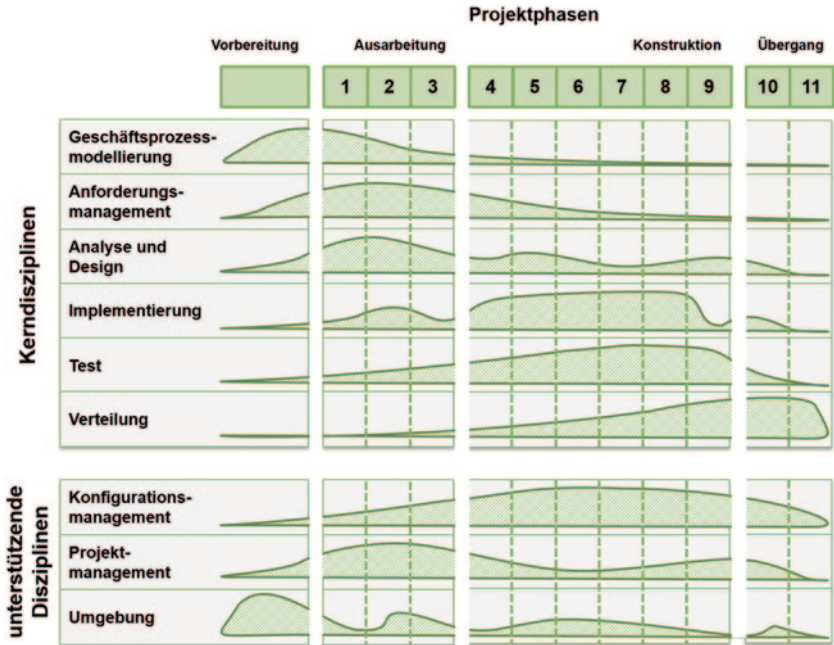 Projektphasen
Vorbereitung Ausarbeitung Konstruktion Übergang
1 2 3 4 5 6 7 8 9 10 11
Kerndisziplinen
Geschäftsprozess-
modellierung
Anforderungs-
management
Analyse und
Design
Implementierung
Test
Verteilung
unterstützende
Disziplinen
Konfigurations-
management
Projekt-
management
Umgebung